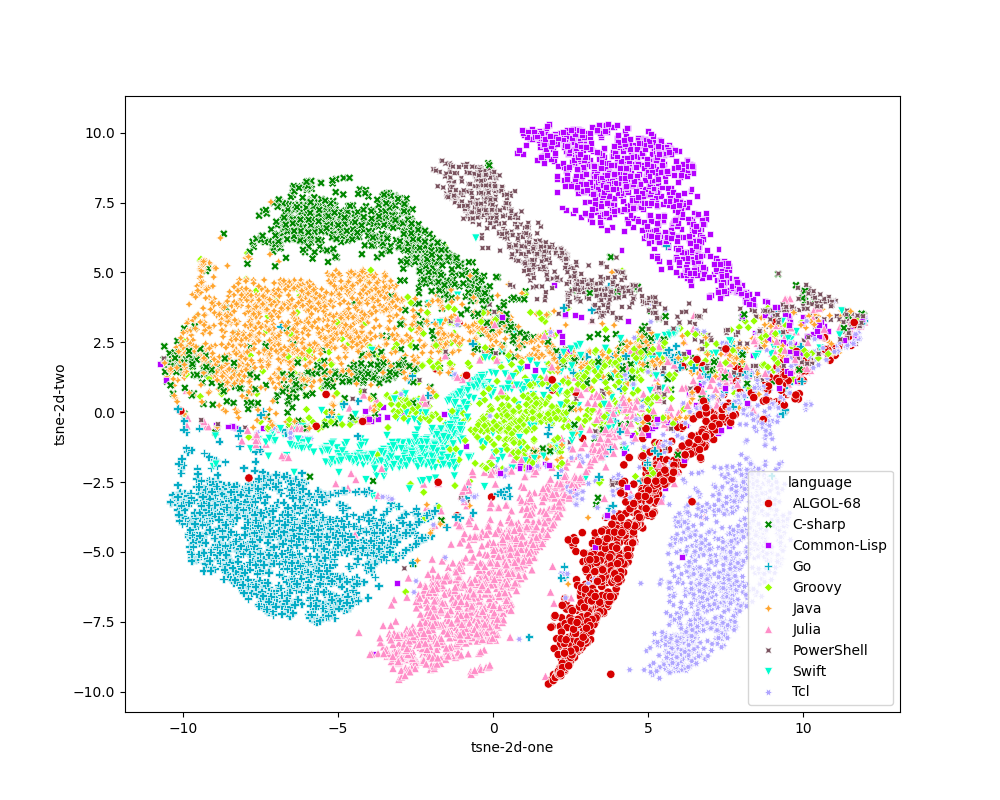 10.0
7.5
5.0
2.5
0.0
−2.5
−5.0
−7.5
−10.0
tsne-2d-two
−10
−5
0
5
10
tsne-2d-one
language
ALGOL-68
C-sharp
Common-Lisp
Go
Groovy
Java
Julia
PowerShell
Swift
Tcl